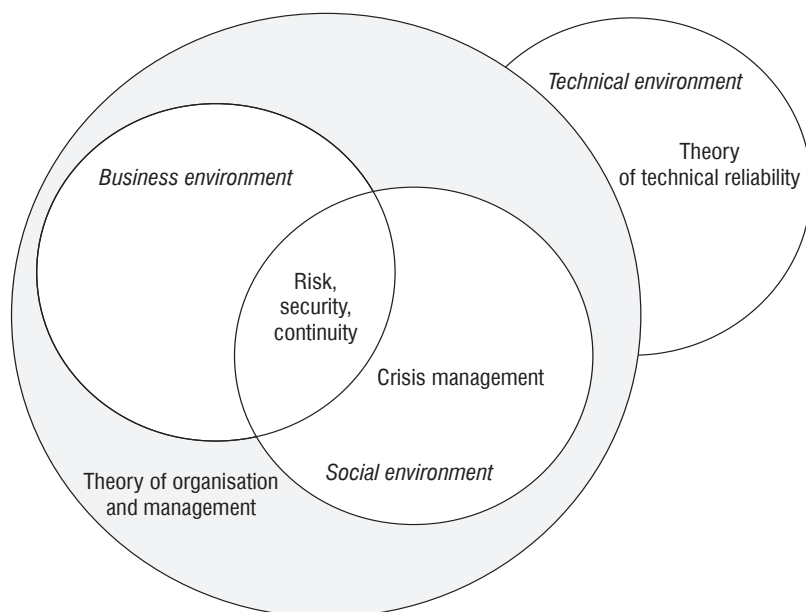 Technical environment
Theory
of technical reliability
Business environment
Risk,
security,
continuity
Crisis management
Social environment
Theory of organisation
and management